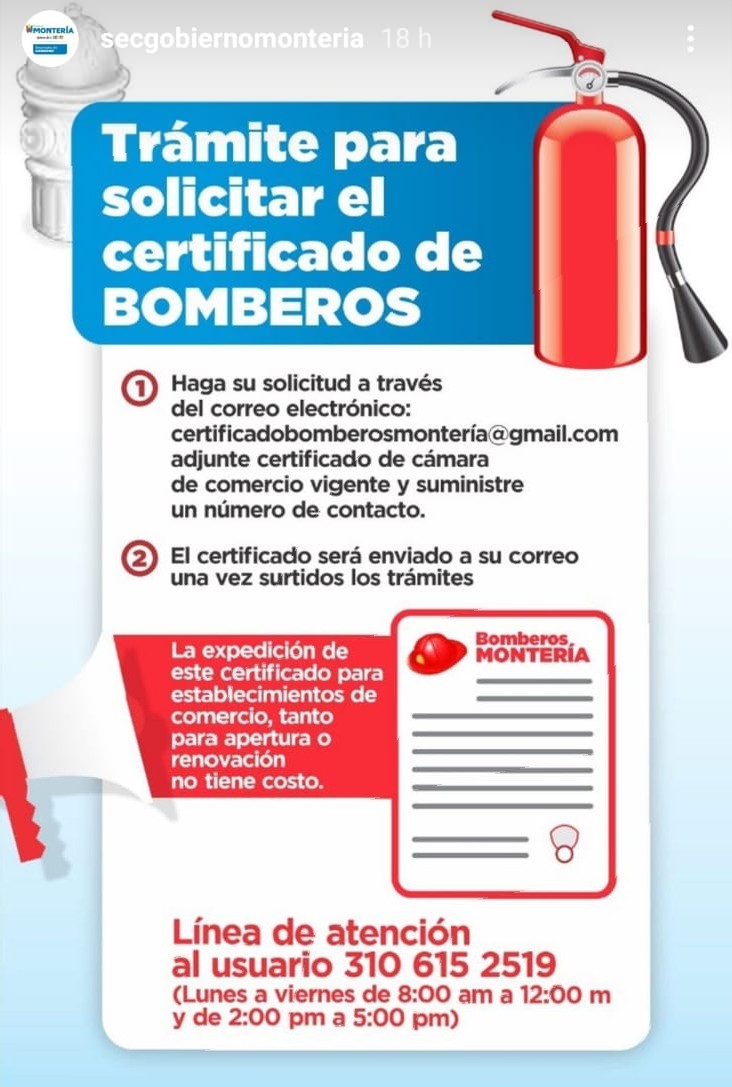 MONTERÍA
secgobiernomonteria 18 h
Trámite para
solicitar el
certificado de
BOMBEROS
1 Haga su solicitud a través
del correo electrónico:
certificadobomberosmontería@gmail.com
adjunte certificado de cámara
de comercio vigente y suministre
un número de contacto.
2 El certificado será enviado a su correo
una vez surtidos los trámites
La expedición de
este certificado para
establecimientos de
comercio, tanto
para apertura o
renovación
no tiene costo.
Bomberos
MONTERÍA
Línea de atención
al usuario 310 615 2519
(Lunes a viernes de 8:00 am a 12:00 m
y de 2:00 pm a 5:00 pm)